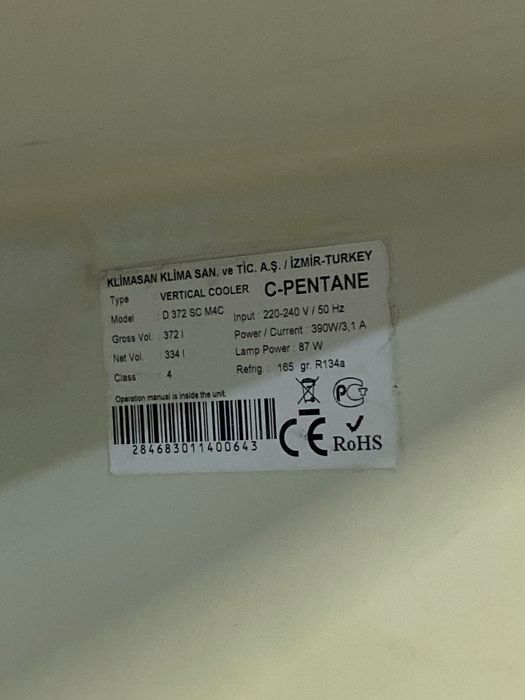 KLİMASAN KLİMA SAN. ve TİC. A.Ş. / İZMİR-TURKEY
Type : VERTICAL COOLER C-PENTANE
Model : D 372 SC M4C Input : 220-240 V / 50 Hz
Gross Vol. : 372 l Power / Current : 390W/3,1 A
Net Vol. : 334 l Lamp Power : 87 W
Class : 4 Refrig. : 165 gr. R134a
Operation manual is inside the unit.
284683011400643
CE RoHS